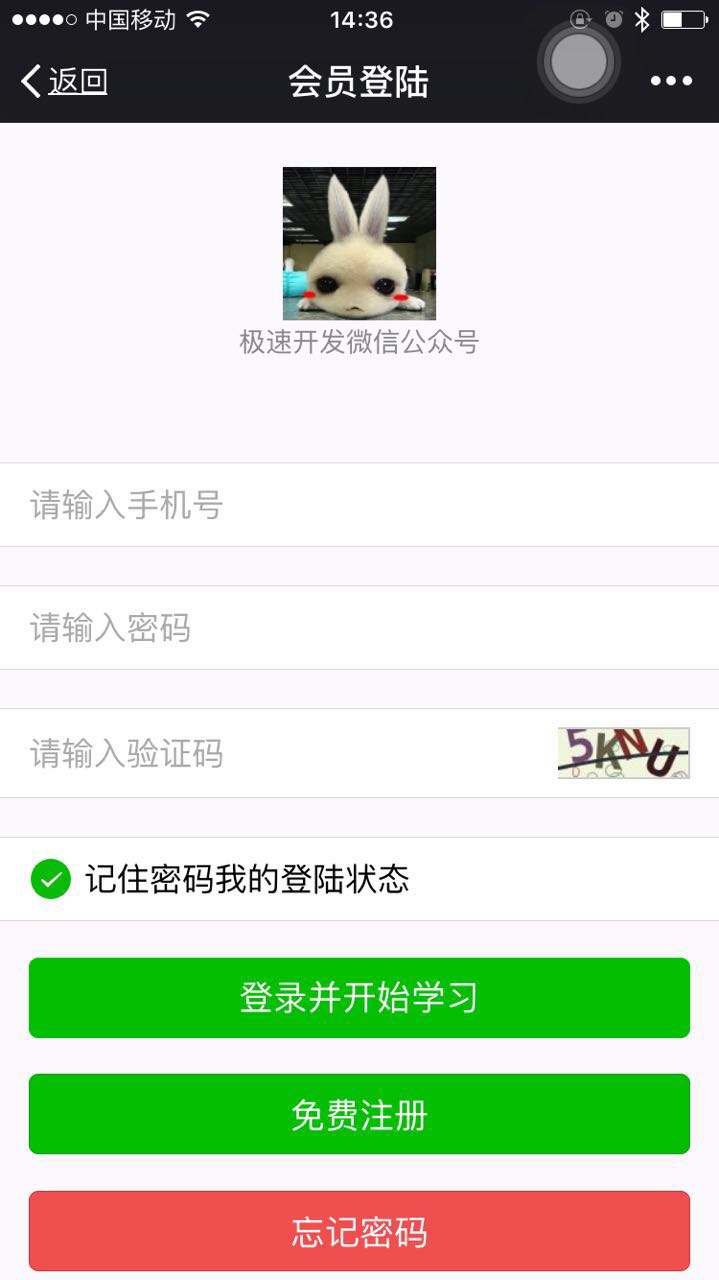 中国移动 14:36
返回 会员登陆
极速开发微信公众号
请输入手机号
请输入密码
请输入验证码 5KNU
记住密码我的登陆状态
登录并开始学习
免费注册
忘记密码